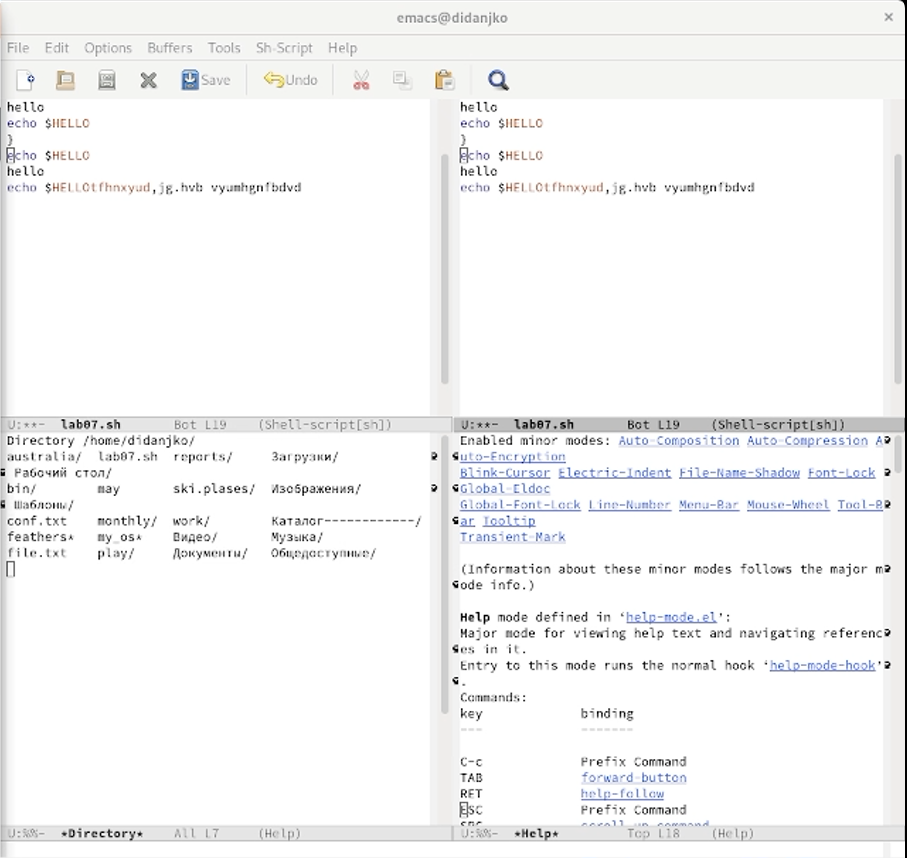 emacs@didanjko
File Edit Options Buffers Tools Sh-Script Help
Save Undo
hello
echo $HELLO
}
echo $HELLO
hello
echo $HELLOtfhnxyud,jg.hvb vyumhgnfbdvd
U:**- lab07.sh Bot L19 (Shell-script[sh])
hello
echo $HELLO
}
echo $HELLO
hello
echo $HELLOtfhnxyud,jg.hvb vyumhgnfbdvd
U:**- lab07.sh Bot L19 (Shell-script[sh])
Directory /home/didanjko/
australia/ lab07.sh reports/ Загрузки/
Рабочий стол/
bin/ may ski.plases/ Изображения/
Шаблоны/
conf.txt monthly/ work/ Каталог------------/
feathers* my_os* Видео/ Музыка/
file.txt play/ Документы/ Общедоступные/
U:%%- *Directory* All L7 (Help)
Enabled minor modes: Auto-Composition Auto-Compression A
uto-Encryption
Blink-Cursor Electric-Indent File-Name-Shadow Font-Lock
Global-Eldoc
Global-Font-Lock Line-Number Menu-Bar Mouse-Wheel Tool-B
ar Tooltip
Transient-Mark
(Information about these minor modes follows the major m
ode info.)
Help mode defined in ‘help-mode.el’:
Major mode for viewing help text and navigating referenc
es in it.
Entry to this mode runs the normal hook ‘help-mode-hook’
.
Commands:
key binding
--- -------
C-c Prefix Command
TAB forward-button
RET help-follow
ESC Prefix Command
SPC scroll-up-command
U:%%- *Help* Top L18 (Help)